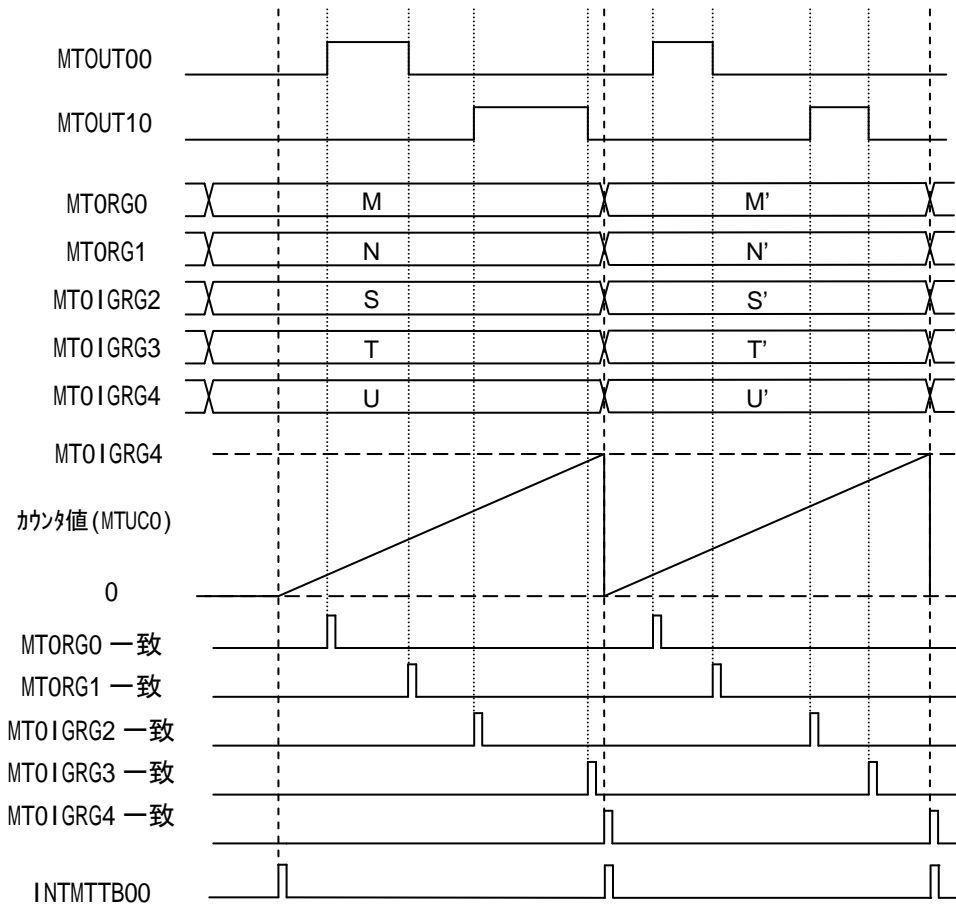 MTOUT00
MTOUT10
MTORG0 M M’
MTORG1 N N’
MTOIGRG2 S S’
MTOIGRG3 T T’
MTOIGRG4 U U’
MTOIGRG4
ｶｳﾝﾀ値(MTUC0)
0
MTORG0 一致
MTORG1 一致
MTOIGRG2 一致
MTOIGRG3 一致
MTOIGRG4 一致
INTMTTB00